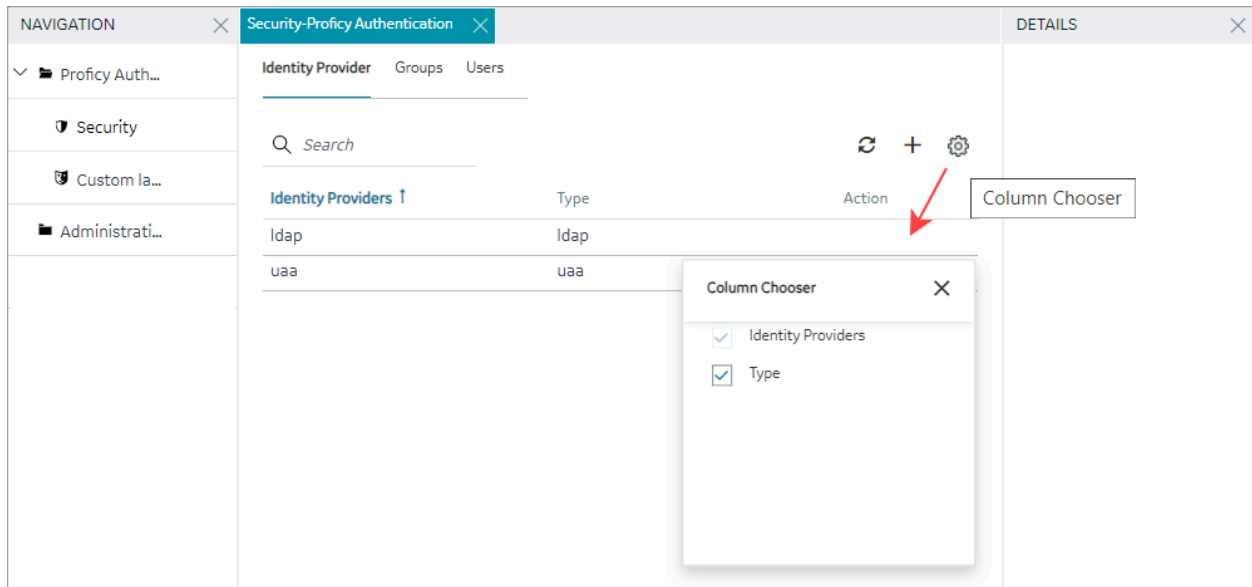 NAVIGATION
Security-Proficy Authentication
DETAILS
Proficy Auth...
Security
Custom la...
Administrati...
Identity Provider Groups Users
Search
Column Chooser
Identity Providers ↑ Type Action
ldap ldap
uaa uaa
Column Chooser
Identity Providers
Type